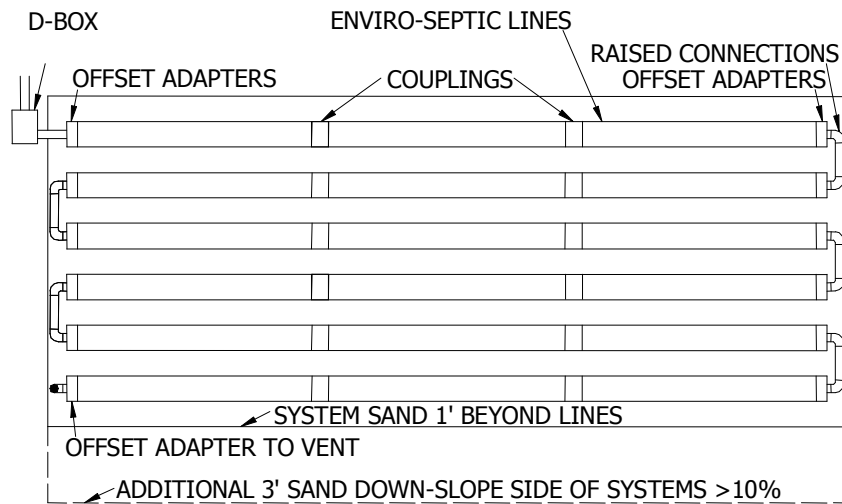 D-BOX
ENVIRO-SEPTIC LINES
RAISED CONNECTIONS
OFFSET ADAPTERS
COUPLINGS
OFFSET ADAPTERS
SYSTEM SAND 1' BEYOND LINES
OFFSET ADAPTER TO VENT
ADDITIONAL 3' SAND DOWN-SLOPE SIDE OF SYSTEMS >10%